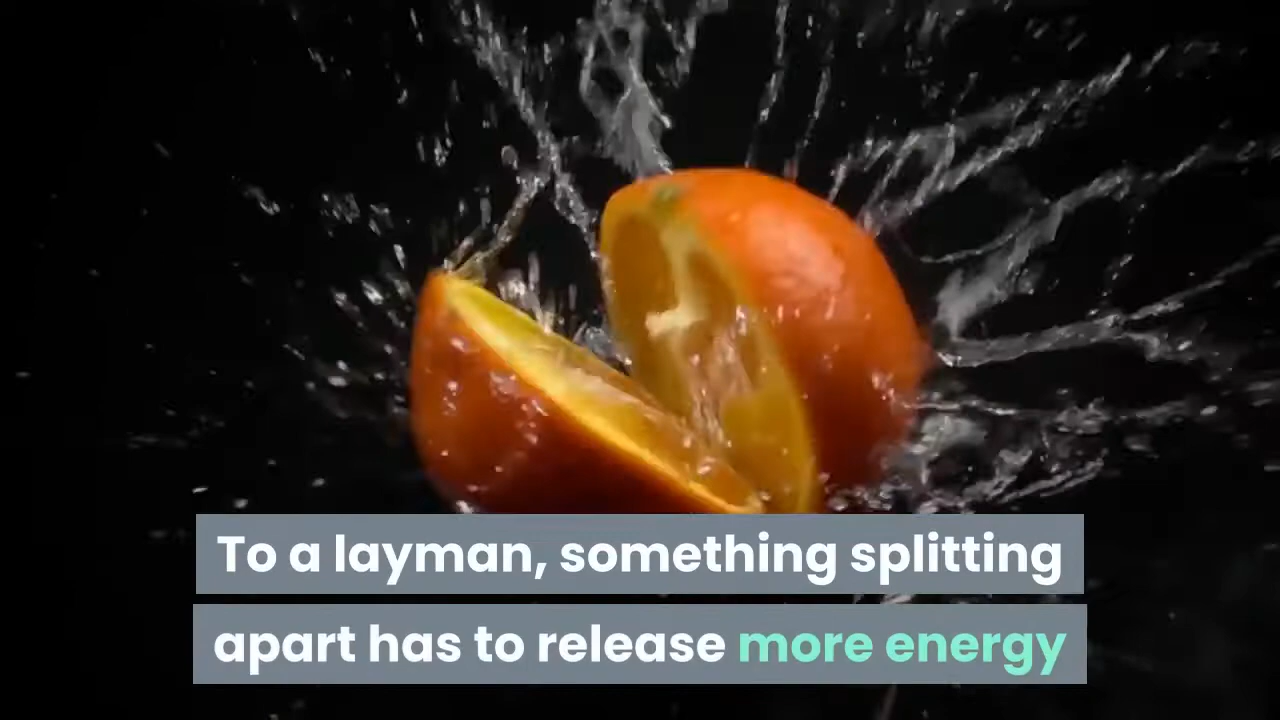 To a layman, something splitting
apart has to release more energy